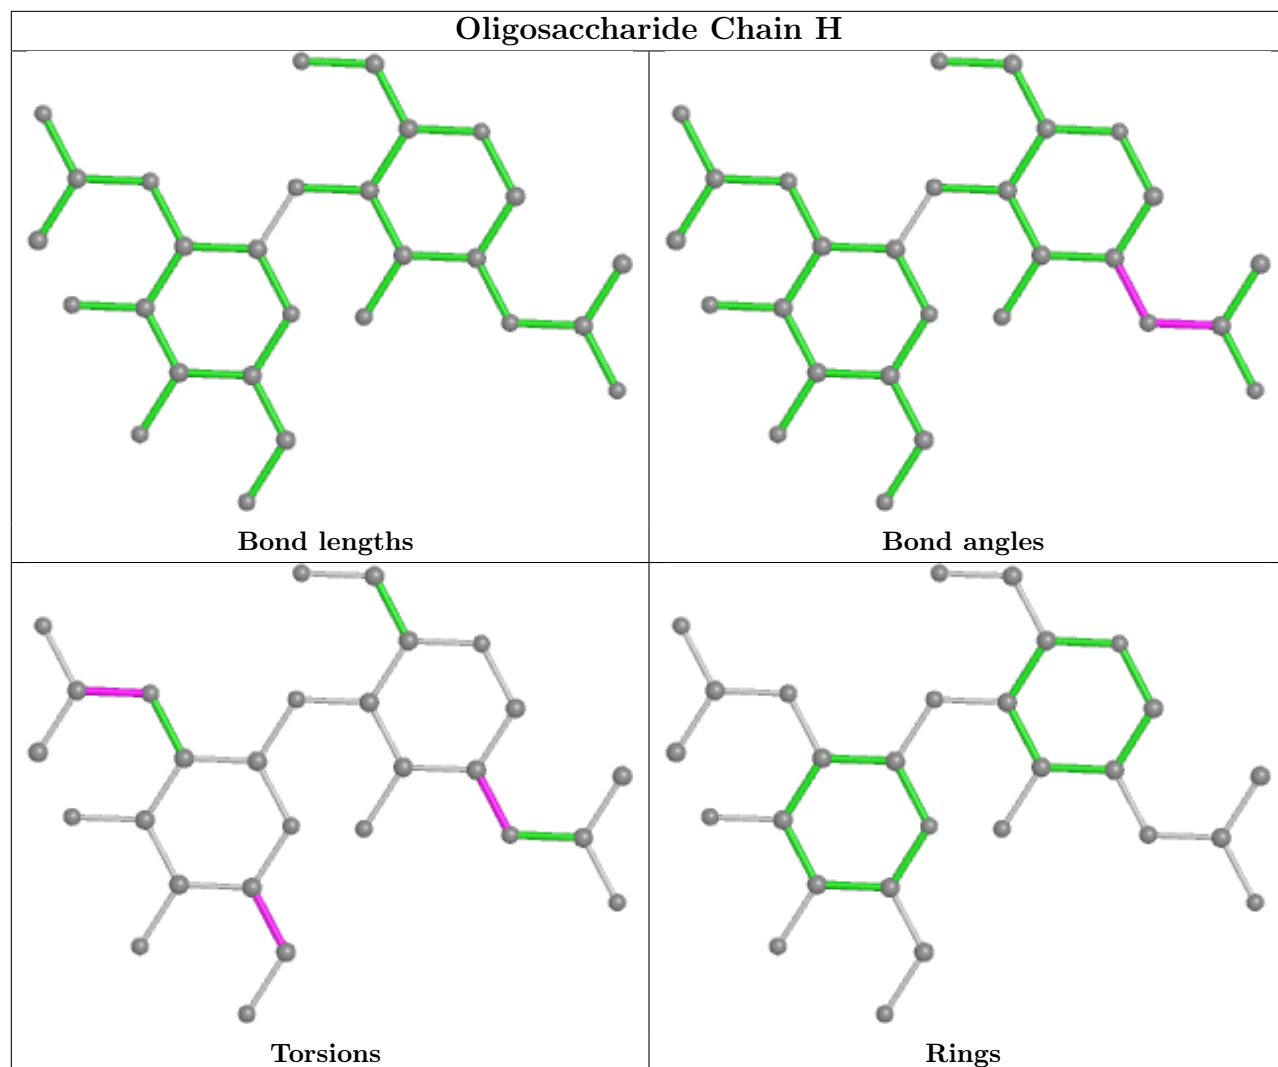 Oligosaccharide Chain H
Bond lengths
Bond angles
Torsions
Rings